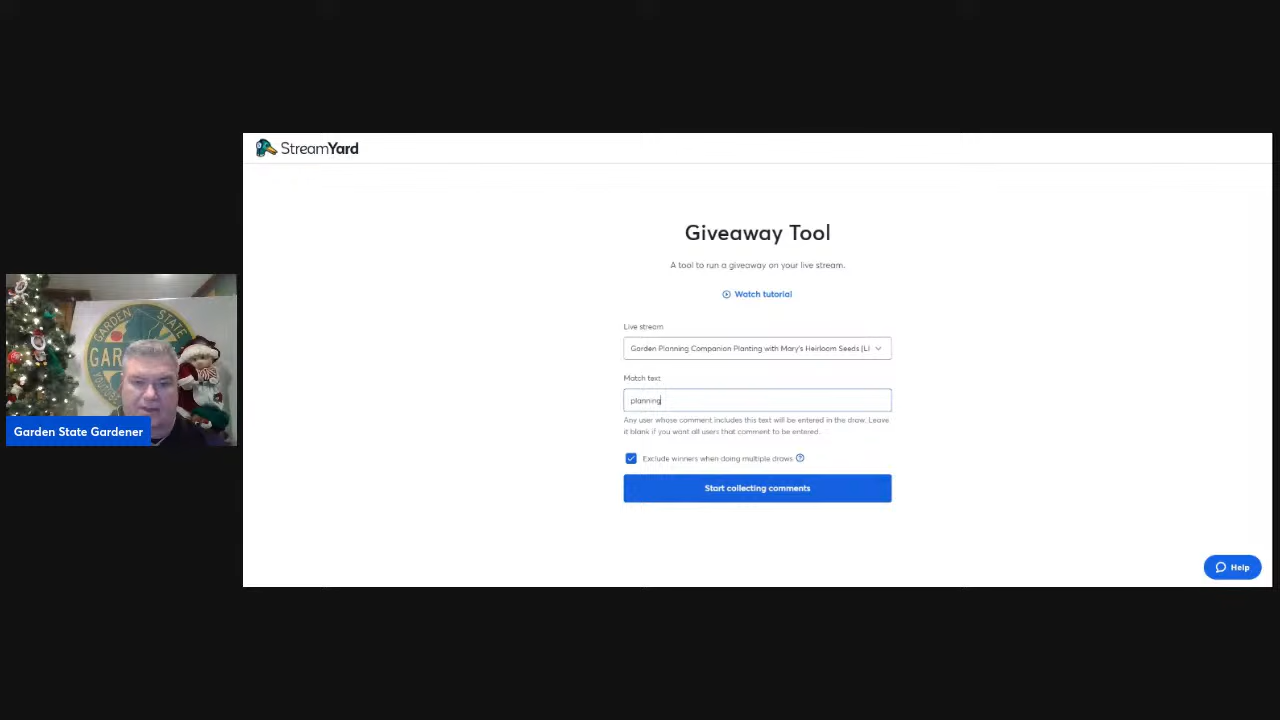 StreamYard
Giveaway Tool
A tool to run a giveaway on your live stream.
Watch tutorial
Live stream
Garden Planning Companion Planting with Mary's Heirloom Seeds [L
Match text
planning
Any user whose comment includes this text will be entered in the draw. Leave
it blank if you want all users that comment to be entered.
Exclude winners when doing multiple draws
Start collecting comments
Help
GARDEN STATE
GAR
Garden State Gardener